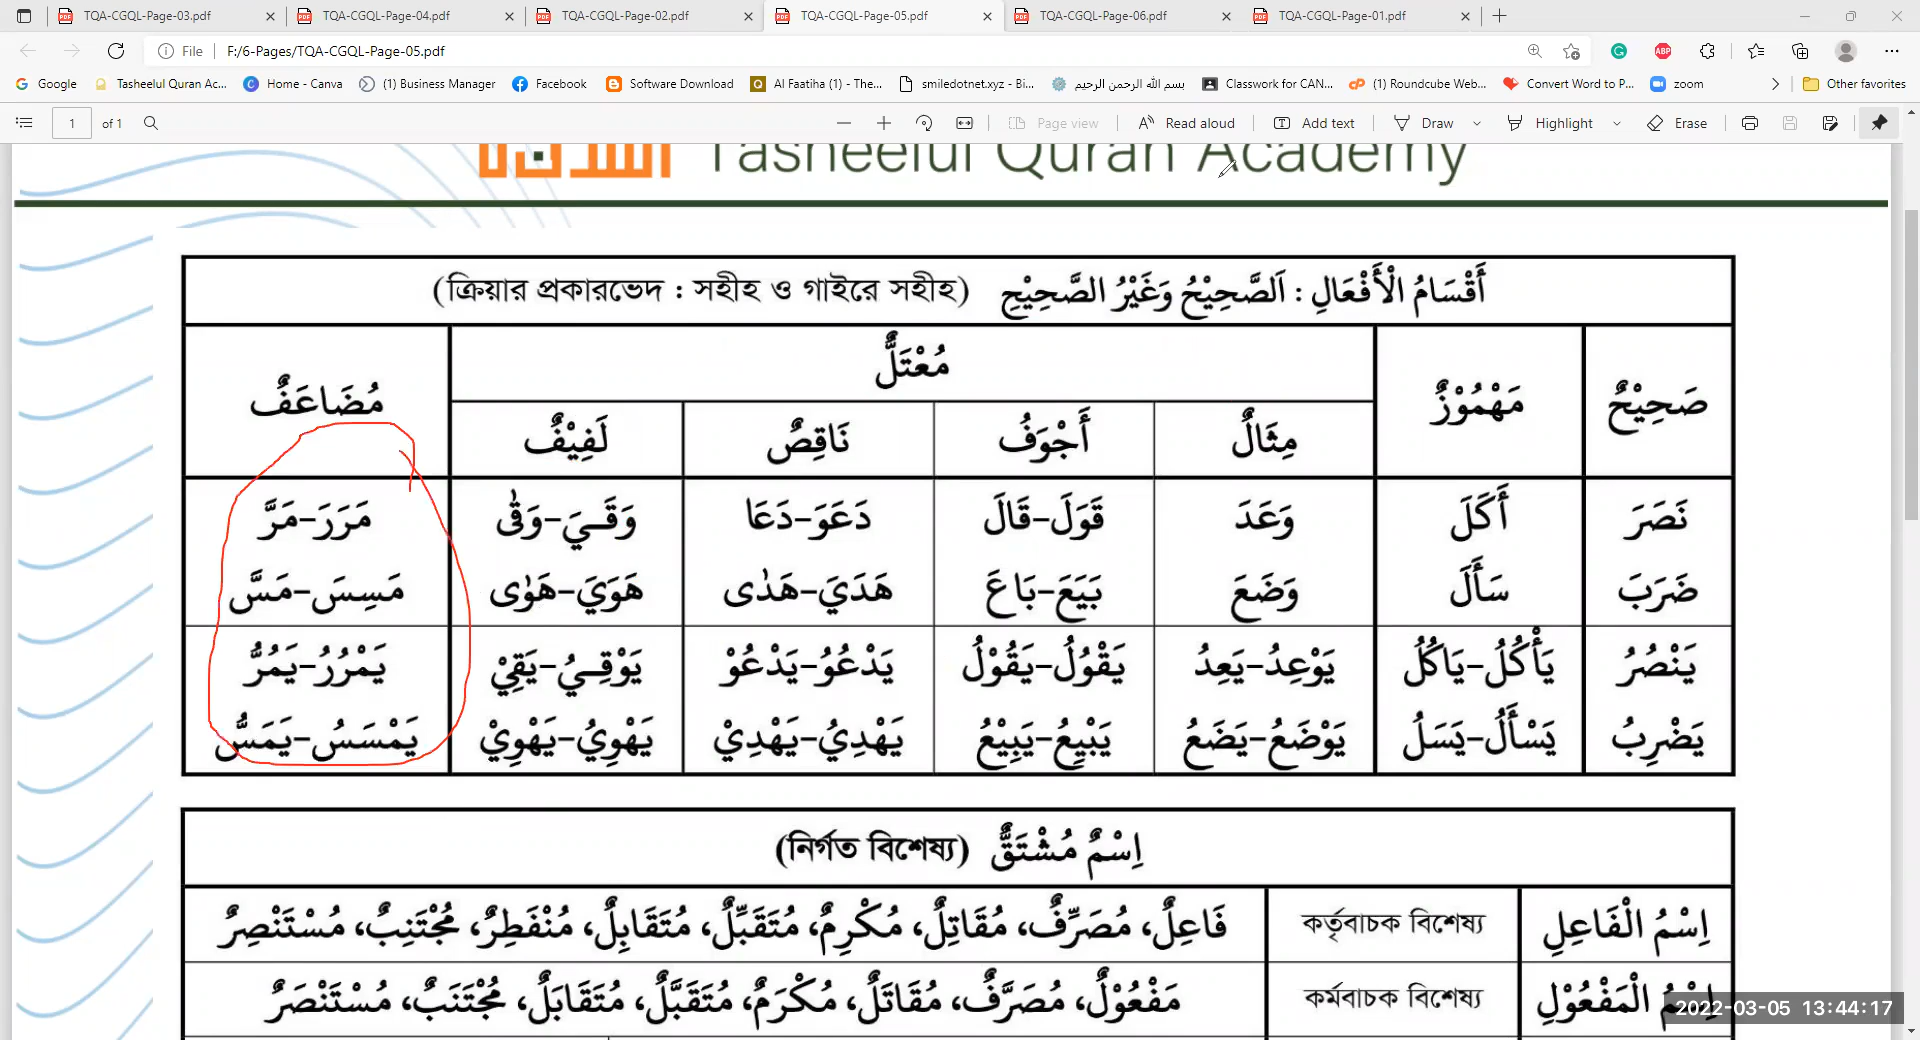 TQA-CGQL-Page-03.pdf
TQA-CGQL-Page-04.pdf
TQA-CGQL-Page-02.pdf
TQA-CGQL-Page-05.pdf
TQA-CGQL-Page-06.pdf
TQA-CGQL-Page-01.pdf
File
F:/6-Pages/TQA-CGQL-Page-05.pdf
Google
Tasheelul Quran Ac...
Home - Canva
(1) Business Manager
Facebook
Software Download
Al Faatiha (1) - The...
smiledotnet.xyz - Bi...
بسم الله الرحمن الرحيم
Classwork for CAN...
(1) Roundcube Web...
Convert Word to P...
zoom
Other favorites
1 of 1
Page view
Read aloud
Add text
Draw
Highlight
Erase
Tasheelul Quran Academy
أَقْسَامُ الْأَفْعَالِ : اَلصَّحِيْحُ وَغَيْرُ الصَّحِيْحِ (ক্রিয়ার প্রকারভেদ : সহীহ ও গাইরে সহীহ)
صَحِيْحٌ
مَهْمُوْزٌ
مُعْتَلٌّ
مُضَاعَفٌ
مِثَالٌ
أَجْوَفُ
نَاقِصٌ
لَفِيْفٌ
نَصَرَ أَكَلَ وَعَدَ قَوَلَ-قَالَ دَعَوَ-دَعَا وَقَيَ-وَقٰى مَرَرَ-مَرَّ
ضَرَبَ سَأَلَ وَضَعَ بَيَعَ-بَاعَ هَدَيَ-هَدٰى هَوَيَ-هَوٰى مَسِسَ-مَسَّ
يَنْصُرُ يَأْكُلُ-يَاكُلُ يَوْعِدُ-يَعِدُ يَقْوُلُ-يَقُوْلُ يَدْعُوُ-يَدْعُوْ يَوْقِيُ-يَقِيْ يَمْرُرُ-يَمُرُّ
يَضْرِبُ يَسْأَلُ-يَسَلُ يَوْضَعُ-يَضَعُ يَبْيِعُ-يَبِيْعُ يَهْدِيُ-يَهْدِيْ يَهْوِيُ-يَهْوِيْ يَمْسَسُ-يَمَسُّ
اِسْمٌ مُشْتَقٌّ (নির্গত বিশেষ্য)
اِسْمُ الْفَاعِلِ কর্তৃবাচক বিশেষ্য فَاعِلٌ، مُصَرِّفٌ، مُقَاتِلٌ، مُكْرِمٌ، مُتَقَبِّلٌ، مُتَقَابِلٌ، مُنْفَطِرٌ، مُجْتَنِبٌ، مُسْتَنْصِرٌ
اِسْمُ الْمَفْعُوْلِ কর্মবাচক বিশেষ্য مَفْعُوْلٌ، مُصَرَّفٌ، مُقَاتَلٌ، مُكْرَمٌ، مُتَقَبَّلٌ، مُتَقَابَلٌ، مُجْتَنَبٌ، مُسْتَنْصَرٌ
2022-03-05 13:44:17